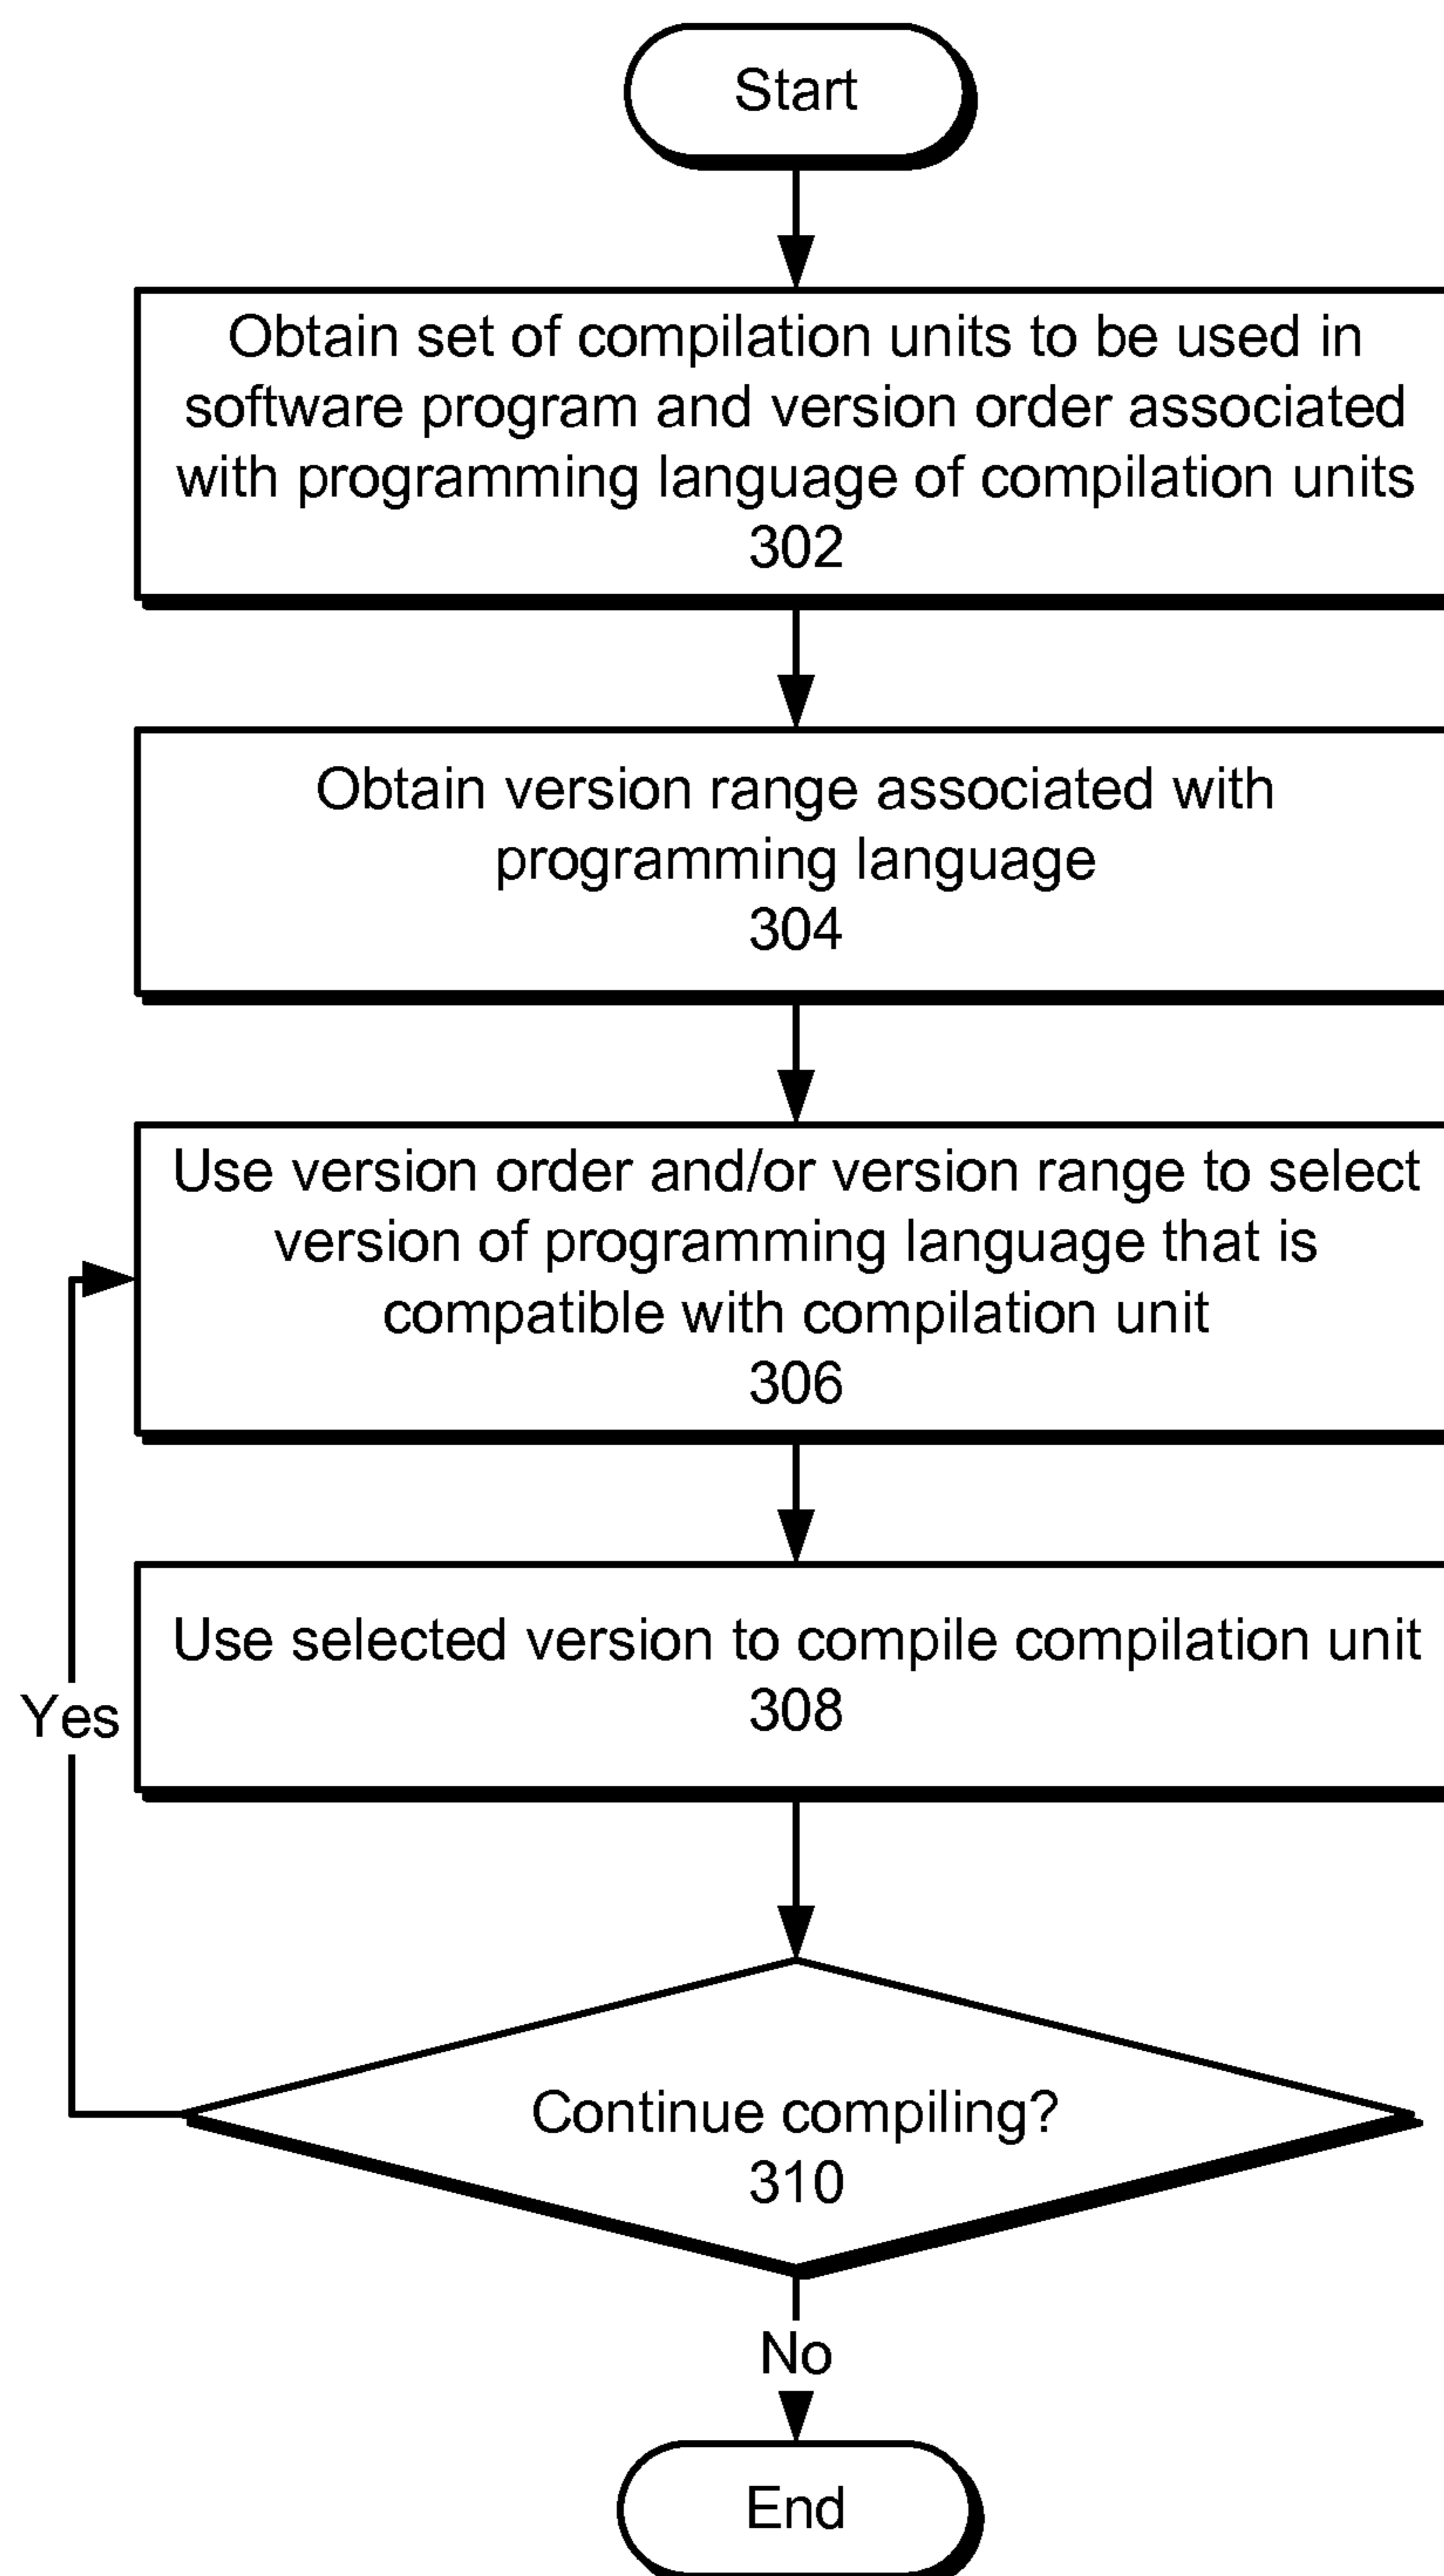 Start
Obtain set of compilation units to be used in
software program and version order associated
with programming language of compilation units
302
Obtain version range associated with
programming language
304
Use version order and/or version range to select
version of programming language that is
compatible with compilation unit
306
Use selected version to compile compilation unit
308
Yes
Continue compiling?
310
No
End